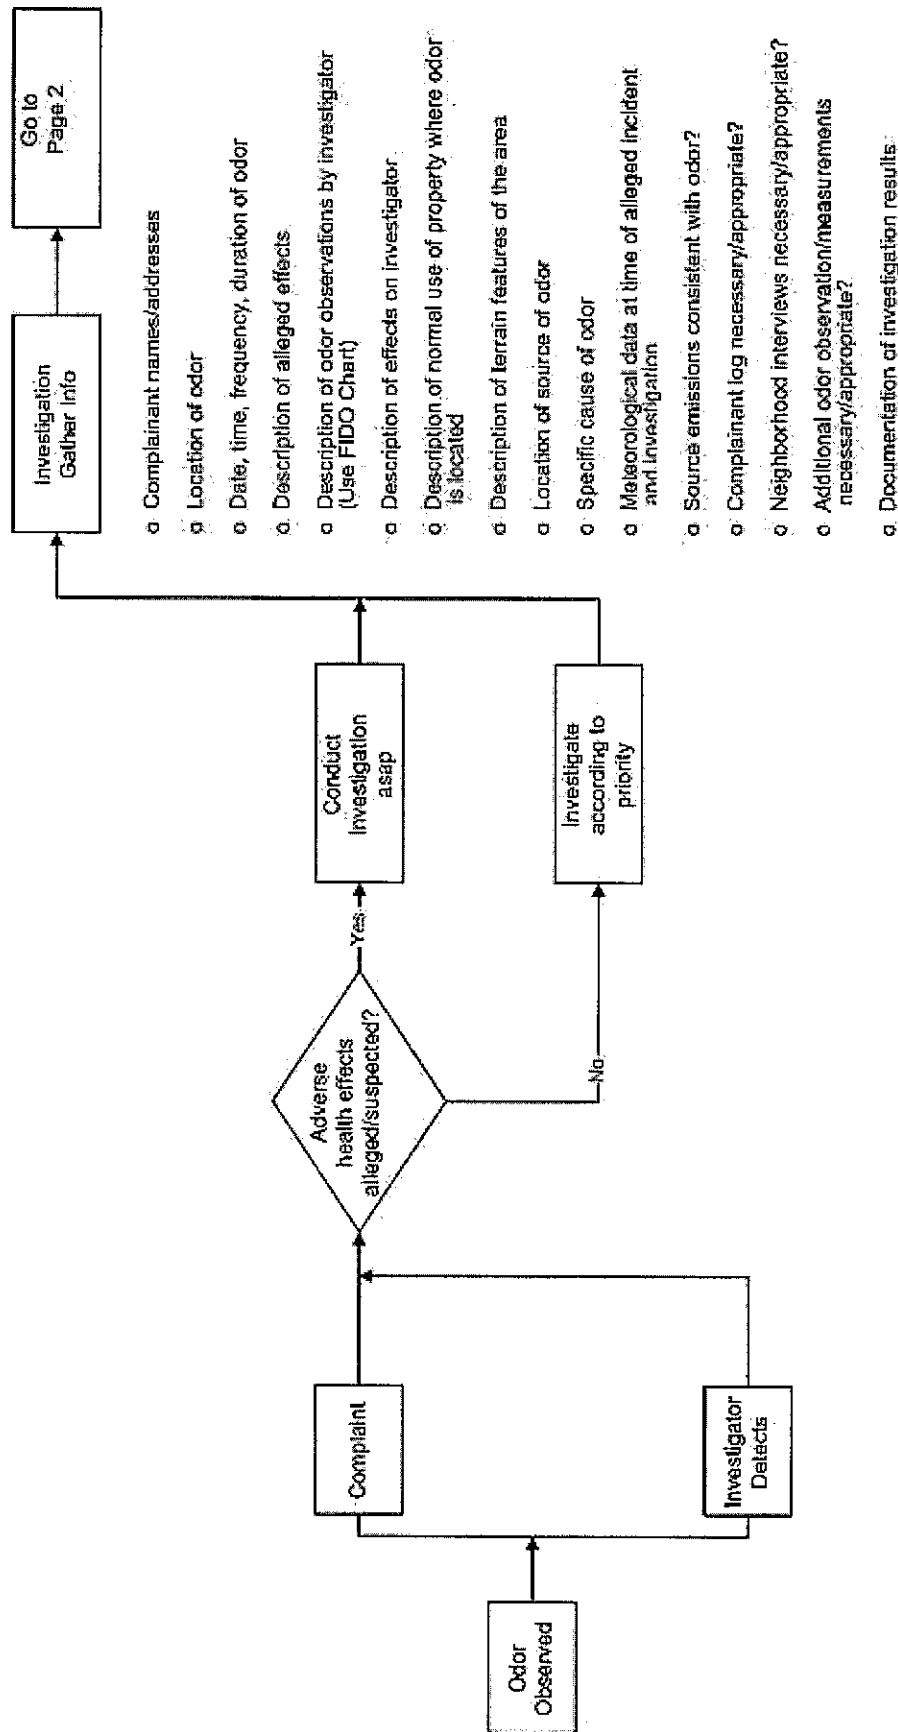 Odor
Observed
Complaint
Investigator
Detects
Adverse
health effects
alleged/suspected?
Yes
No
Conduct
Investigation
asap
Investigate
according to
priority
Investigation
Gather Info
Go to
Page 2
o Complainant names/addresses
o Location of odor
o Date, time, frequency, duration of odor
o Description of alleged effects
o Description of odor observations by investigator
(Use FIDO Chart)
o Description of effects on investigator
o Description of normal use of property where odor
is located
o Description of terrain features of the area
o Location of source of odor
o Specific cause of odor
o Meteorological data at time of alleged incident
and investigation
o Source emissions consistent with odor?
o Complainant log necessary/appropriate?
o Neighborhood interviews necessary/appropriate?
o Additional odor observation/measurements
necessary/appropriate?
o Documentation of investigation results